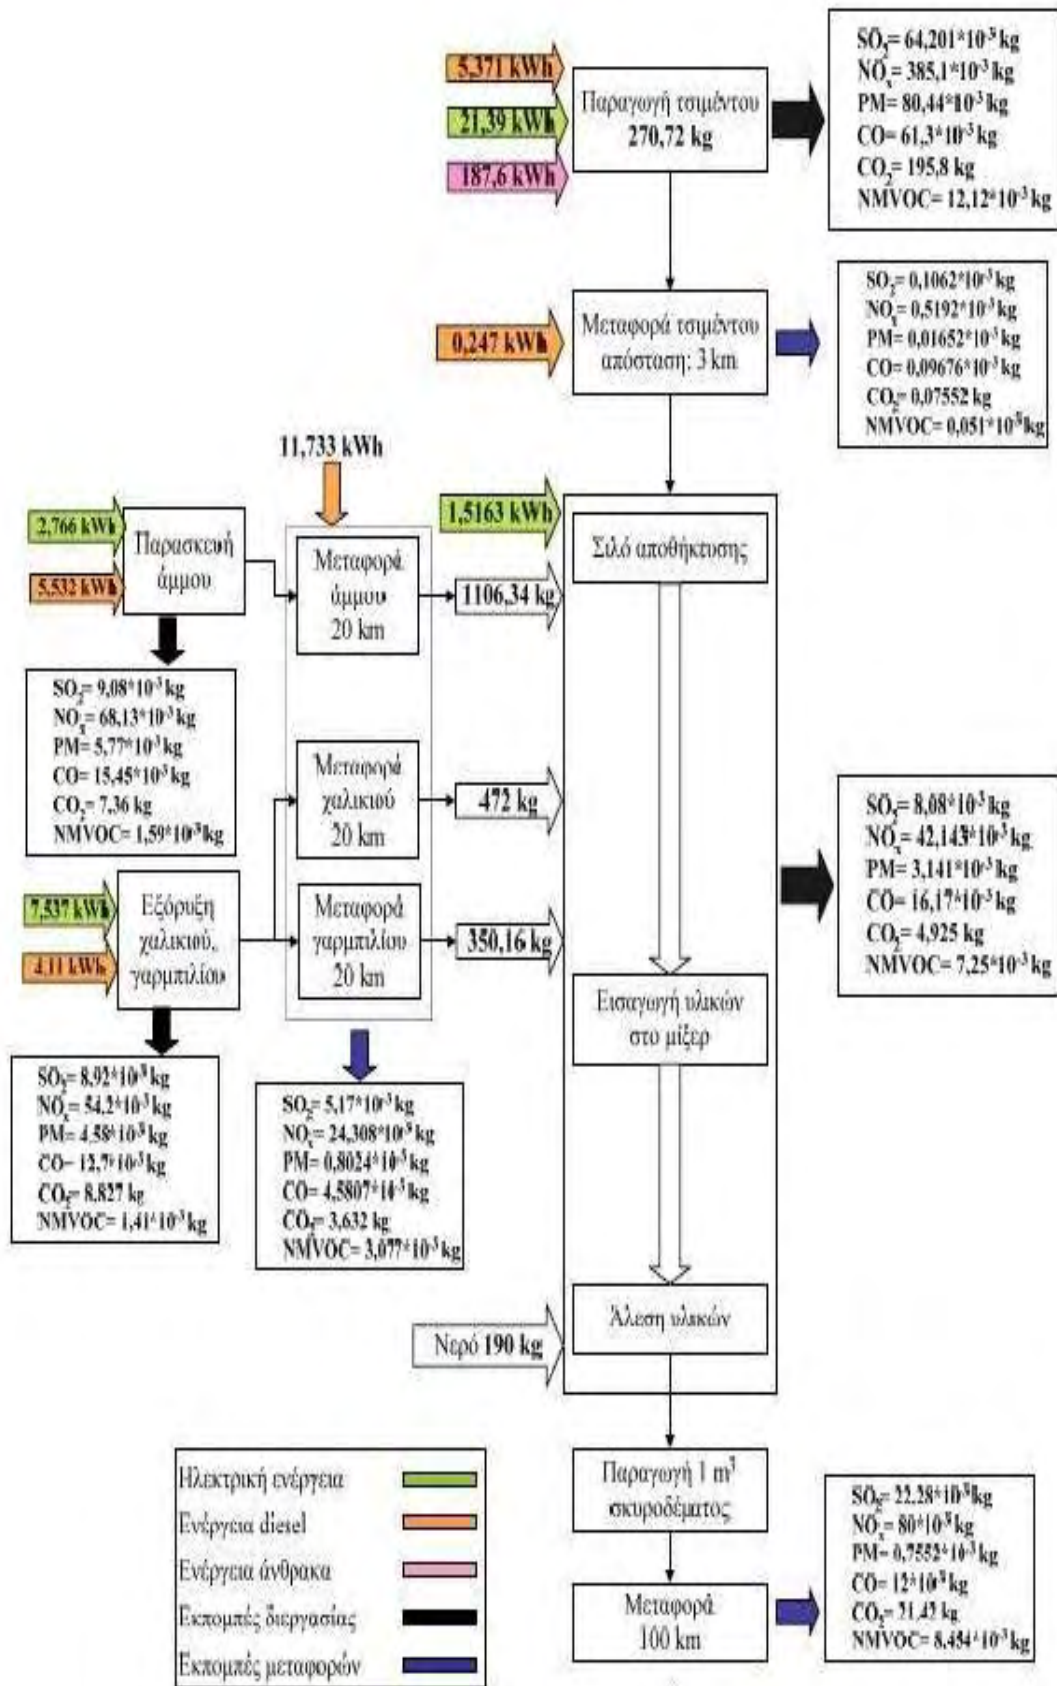 5,371 kWh
21,39 kWh
187,6 kWh
Παραγωγή τσιμέντου
270,72 kg
SO2= 64,201*10-3 kg
NOx= 385,1*10-3 kg
PM= 80,44*10-3 kg
CO= 61,3*10-3 kg
CO2= 195,8 kg
NMVOC= 12,12*10-3 kg
0,247 kWh
Μεταφορά τσιμέντου
απόσταση: 3 km
SO2= 0,1062*10-3 kg
NOx= 0,5192*10-3 kg
PM= 0,01652*10-3 kg
CO= 0,09676*10-3 kg
CO2= 0,07552 kg
NMVOC= 0,051*10-3 kg
11,733 kWh
2,766 kWh
5,532 kWh
Παρασκευή
άμμου
Μεταφορά
άμμου
20 km
1,5163 kWh
1106,34 kg
Σιλό αποθήκευσης
SO2= 9,08*10-3 kg
NOx= 68,13*10-3 kg
PM= 5,77*10-3 kg
CO= 15,45*10-3 kg
CO2= 7,36 kg
NMVOC= 1,59*10-3 kg
Μεταφορά
χαλικιού
20 km
472 kg
7,537 kWh
4,11 kWh
Εξόρυξη
χαλικιού,
γαρμπιλίου
Μεταφορά
γαρμπιλίου
20 km
350,16 kg
SO2= 8,08*10-3 kg
NOx= 42,143*10-3 kg
PM= 3,141*10-3 kg
CO= 16,17*10-3 kg
CO2= 4,925 kg
NMVOC= 7,25*10-3 kg
Εισαγωγή υλικών
στο μίξερ
SO2= 8,92*10-3 kg
NOx= 54,2*10-3 kg
PM= 4,58*10-3 kg
CO= 12,7*10-3 kg
CO2= 8,827 kg
NMVOC= 1,41*10-3 kg
SO2= 5,17*10-3 kg
NOx= 24,308*10-3 kg
PM= 0,8024*10-3 kg
CO= 4,5807*10-3 kg
CO2= 3,632 kg
NMVOC= 3,077*10-3 kg
Άλεση υλικών
Νερό 190 kg
Παραγωγή 1 m3
σκυροδέματος
Μεταφορά
100 km
SO2= 22,28*10-3 kg
NOx= 80*10-3 kg
PM= 0,7552*10-3 kg
CO= 12*10-3 kg
CO2= 21,42 kg
NMVOC= 8,454*10-3 kg
Ηλεκτρική ενέργεια
Ενέργεια diesel
Ενέργεια άνθρακα
Εκπομπές διεργασίας
Εκπομπές μεταφορών